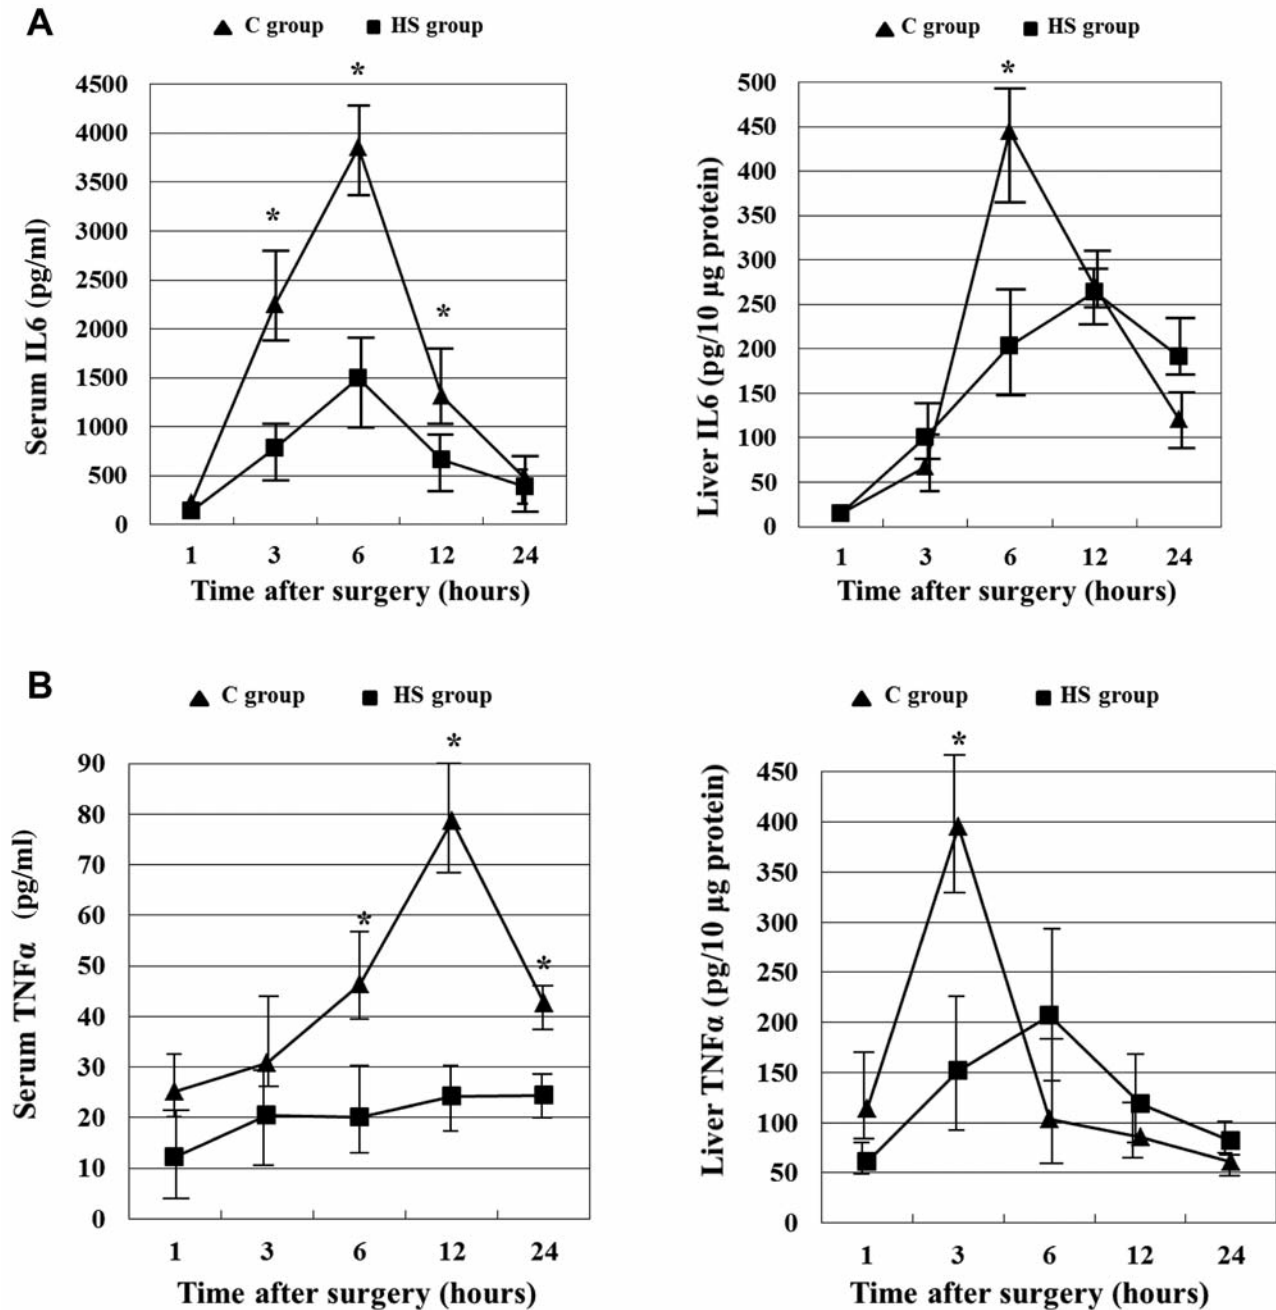 A
C group HS group
*
*
*
4500
4000
3500
3000
2500
2000
1500
1000
500
0
Serum IL6 (pg/ml)
1 3 6 12 24
Time after surgery (hours)
C group HS group
*
500
450
400
350
300
250
200
150
100
50
0
Liver IL6 (pg/10 µg protein)
1 3 6 12 24
Time after surgery (hours)
B
C group HS group
*
*
*
90
80
70
60
50
40
30
20
10
0
Serum TNFα (pg/ml)
1 3 6 12 24
Time after surgery (hours)
C group HS group
*
450
400
350
300
250
200
150
100
50
0
Liver TNFα (pg/10 µg protein)
1 3 6 12 24
Time after surgery (hours)